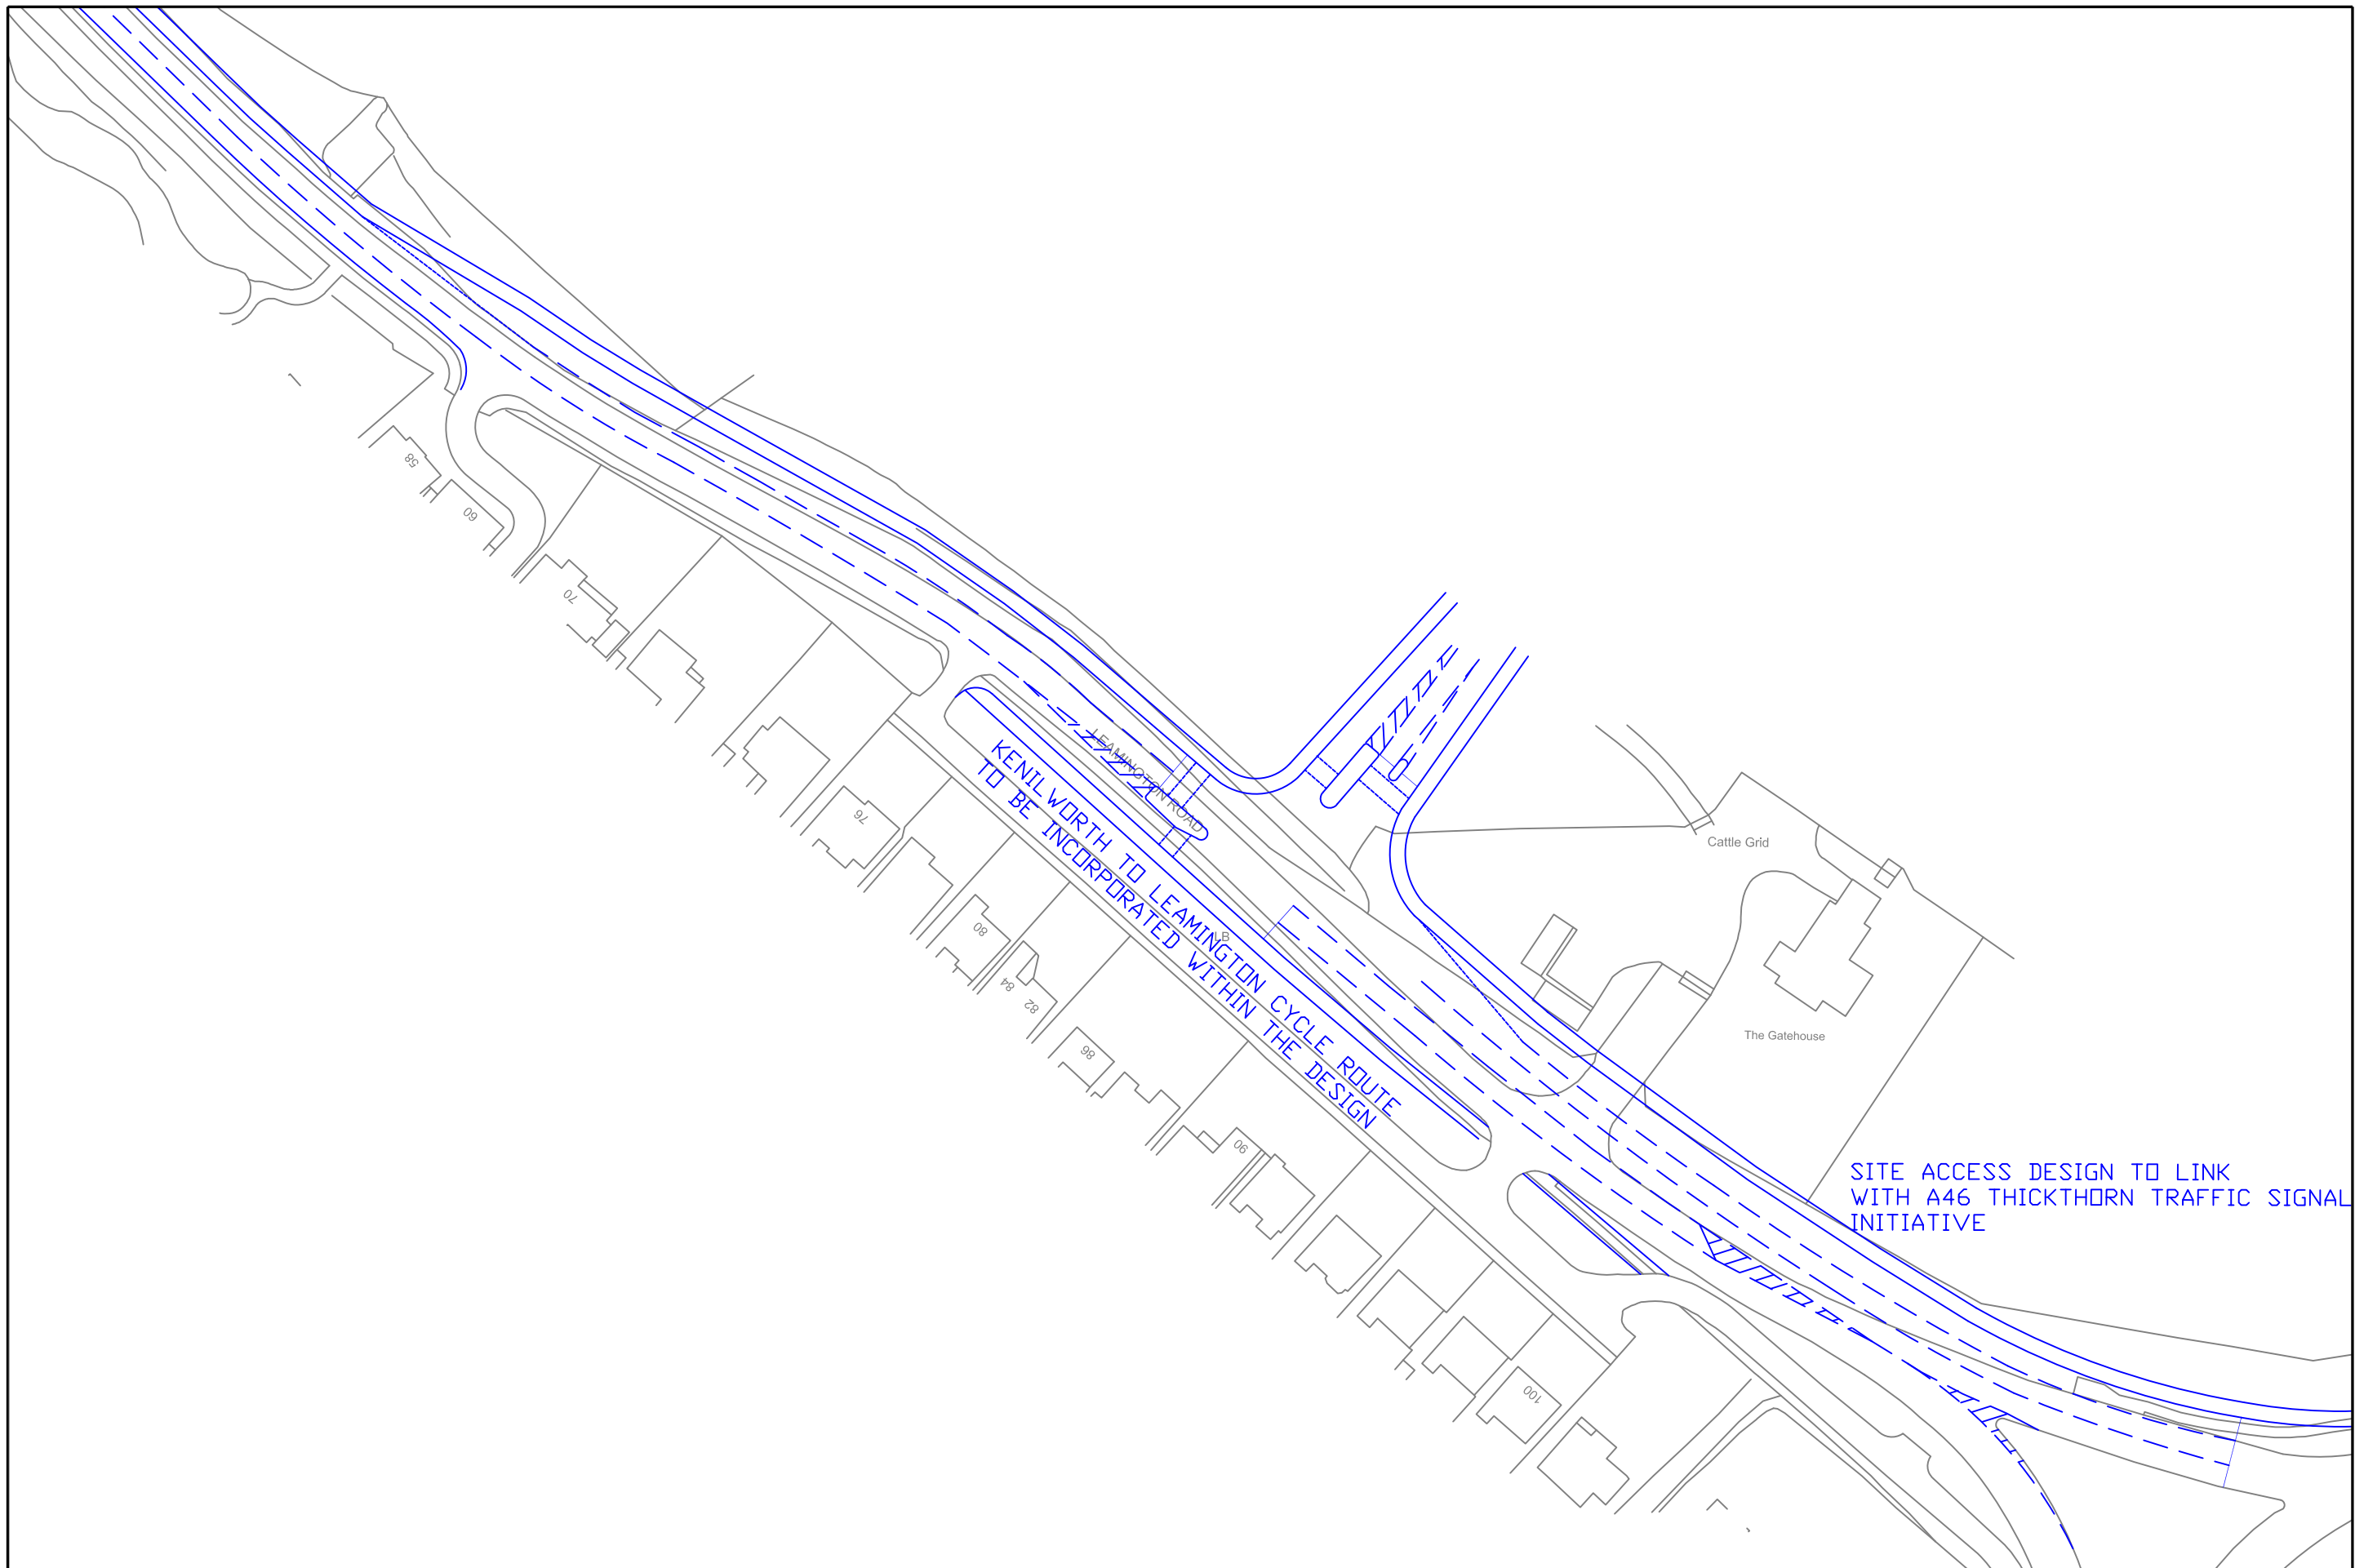 58
60
70
LEAMINGTON ROAD
KENILWORTH TO LEAMINGTON CYCLE ROUTE
TO BE INCORPORATED WITHIN THE DESIGN
76
Cattle Grid
80
LB
84
82
86
The Gatehouse
90
SITE ACCESS DESIGN TO LINK
WITH A46 THICKTHORN TRAFFIC SIGNAL
INITIATIVE
100